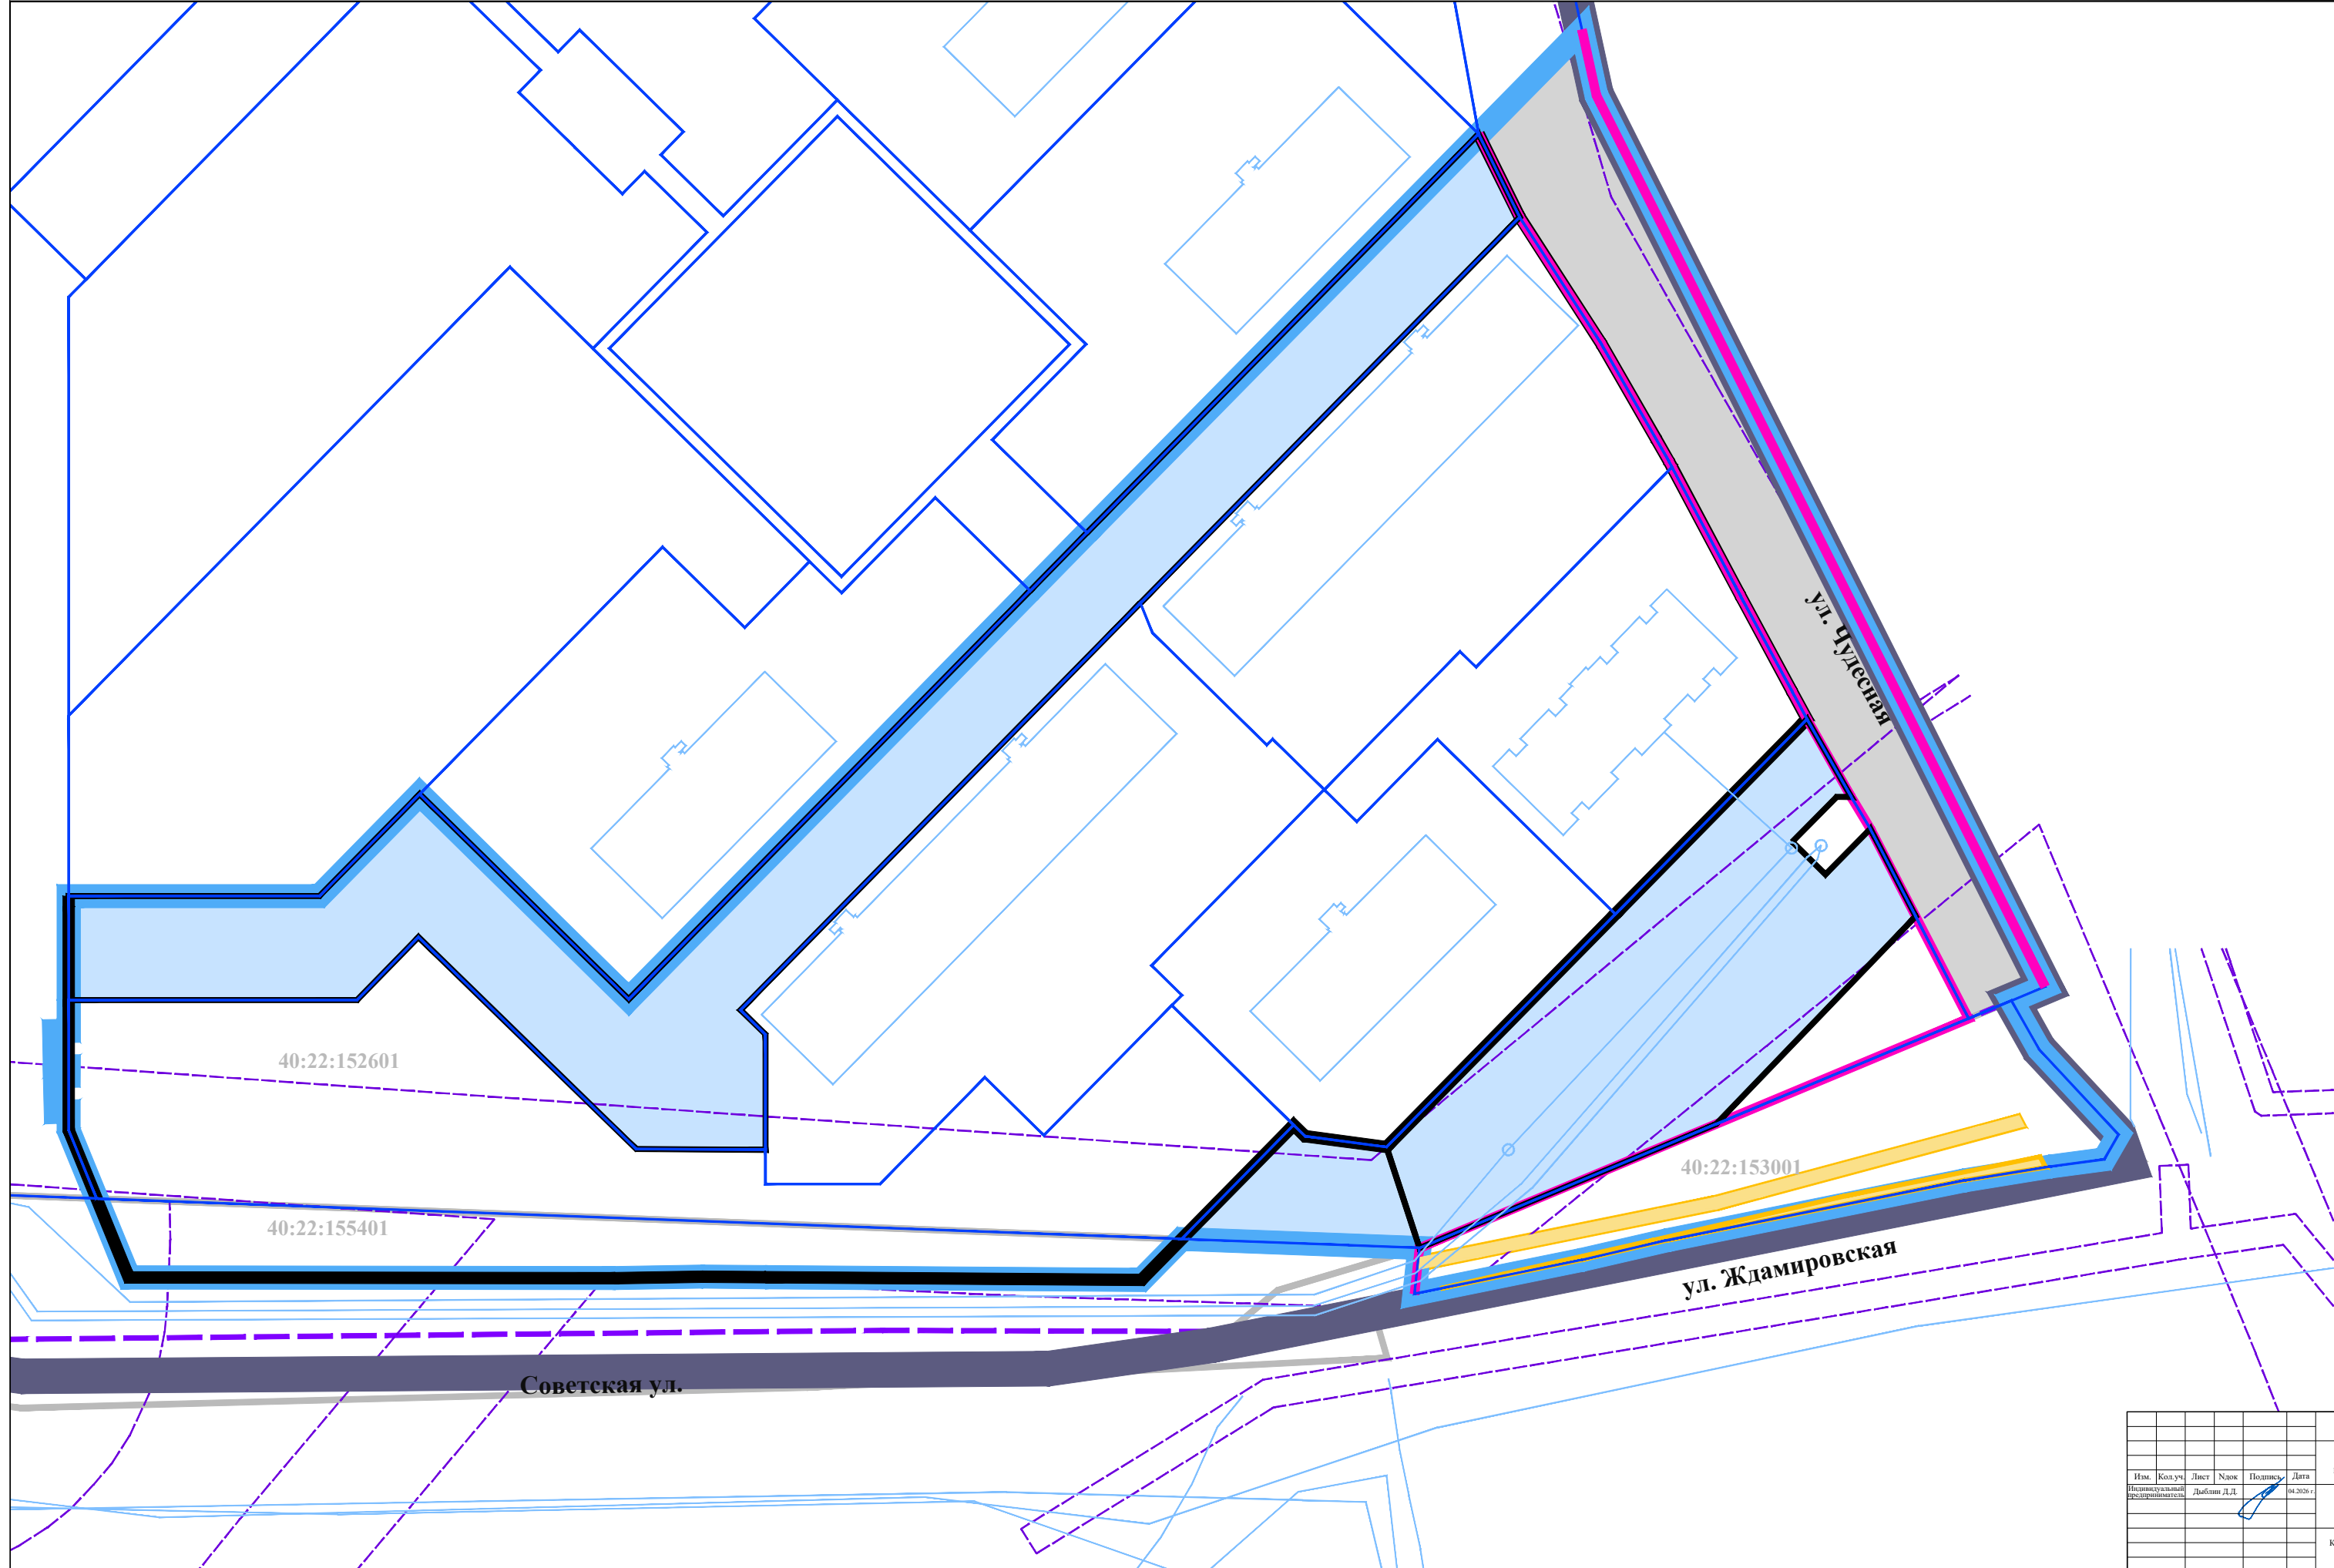 ул. Чудесная
40:22:152601
40:22:153001
40:22:155401
ул. Ждамировская
Советская ул.
Изм. Кол.уч. Лист Nдок Подпись Дата
Индивидуальный предприниматель Дыблин Д.Д. 04.2026 г.
К